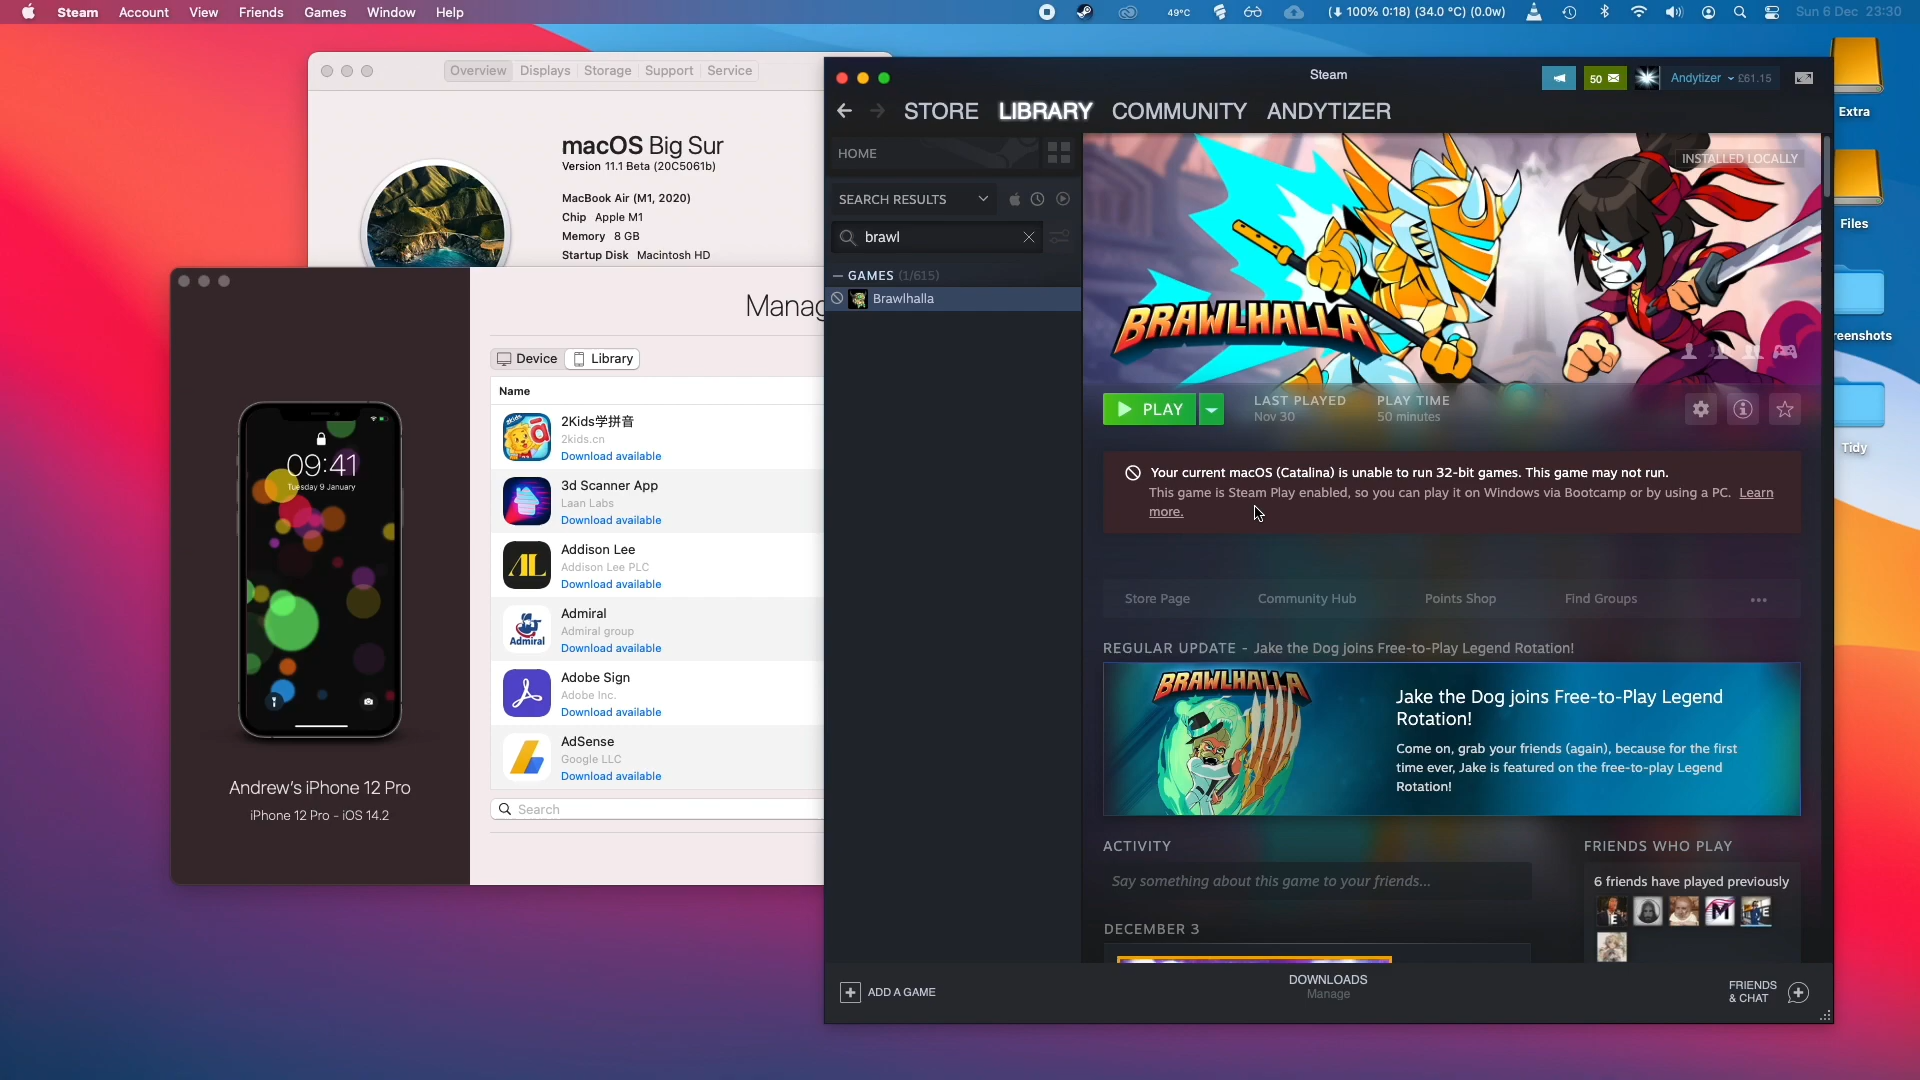 Steam Account View Friends Games Window Help
49°C
100% 0:18) (34.0 °C) (0.0w)
Sun 6 Dec 23:30
Overview Displays Storage Support Service
macOS Big Sur
Version 11.1 Beta (20C5061b)
MacBook Air (M1, 2020)
Chip Apple M1
Memory 8 GB
Startup Disk Macintosh HD
09:41
Tuesday 9 January
Andrew's iPhone 12 Pro
iPhone 12 Pro - iOS 14.2
Manag
Device Library
Name
2Kids学拼音
2kids.cn
Download available
3d Scanner App
Laan Labs
Download available
Addison Lee
Addison Lee PLC
Download available
Admiral
Admiral group
Download available
Admiral
Adobe Sign
Adobe Inc.
Download available
AdSense
Google LLC
Download available
Search
Steam
50
Andytizer £61.15
STORE LIBRARY COMMUNITY ANDYTIZER
HOME
SEARCH RESULTS
brawl
GAMES (1/615)
Brawlhalla
INSTALLED LOCALLY
BRAWLHALLA
PLAY
LAST PLAYED
Nov 30
PLAY TIME
50 minutes
Your current macOS (Catalina) is unable to run 32-bit games. This game may not run.
This game is Steam Play enabled, so you can play it on Windows via Bootcamp or by using a PC. Learn
more.
Store Page Community Hub Points Shop Find Groups
REGULAR UPDATE - Jake the Dog joins Free-to-Play Legend Rotation!
BRAWLHALLA
Jake the Dog joins Free-to-Play Legend
Rotation!
Come on, grab your friends (again), because for the first
time ever, Jake is featured on the free-to-play Legend
Rotation!
ACTIVITY
Say something about this game to your friends...
DECEMBER 3
FRIENDS WHO PLAY
6 friends have played previously
ADD A GAME
DOWNLOADS
Manage
FRIENDS
& CHAT
Extra
Files
reenshots
Tidy